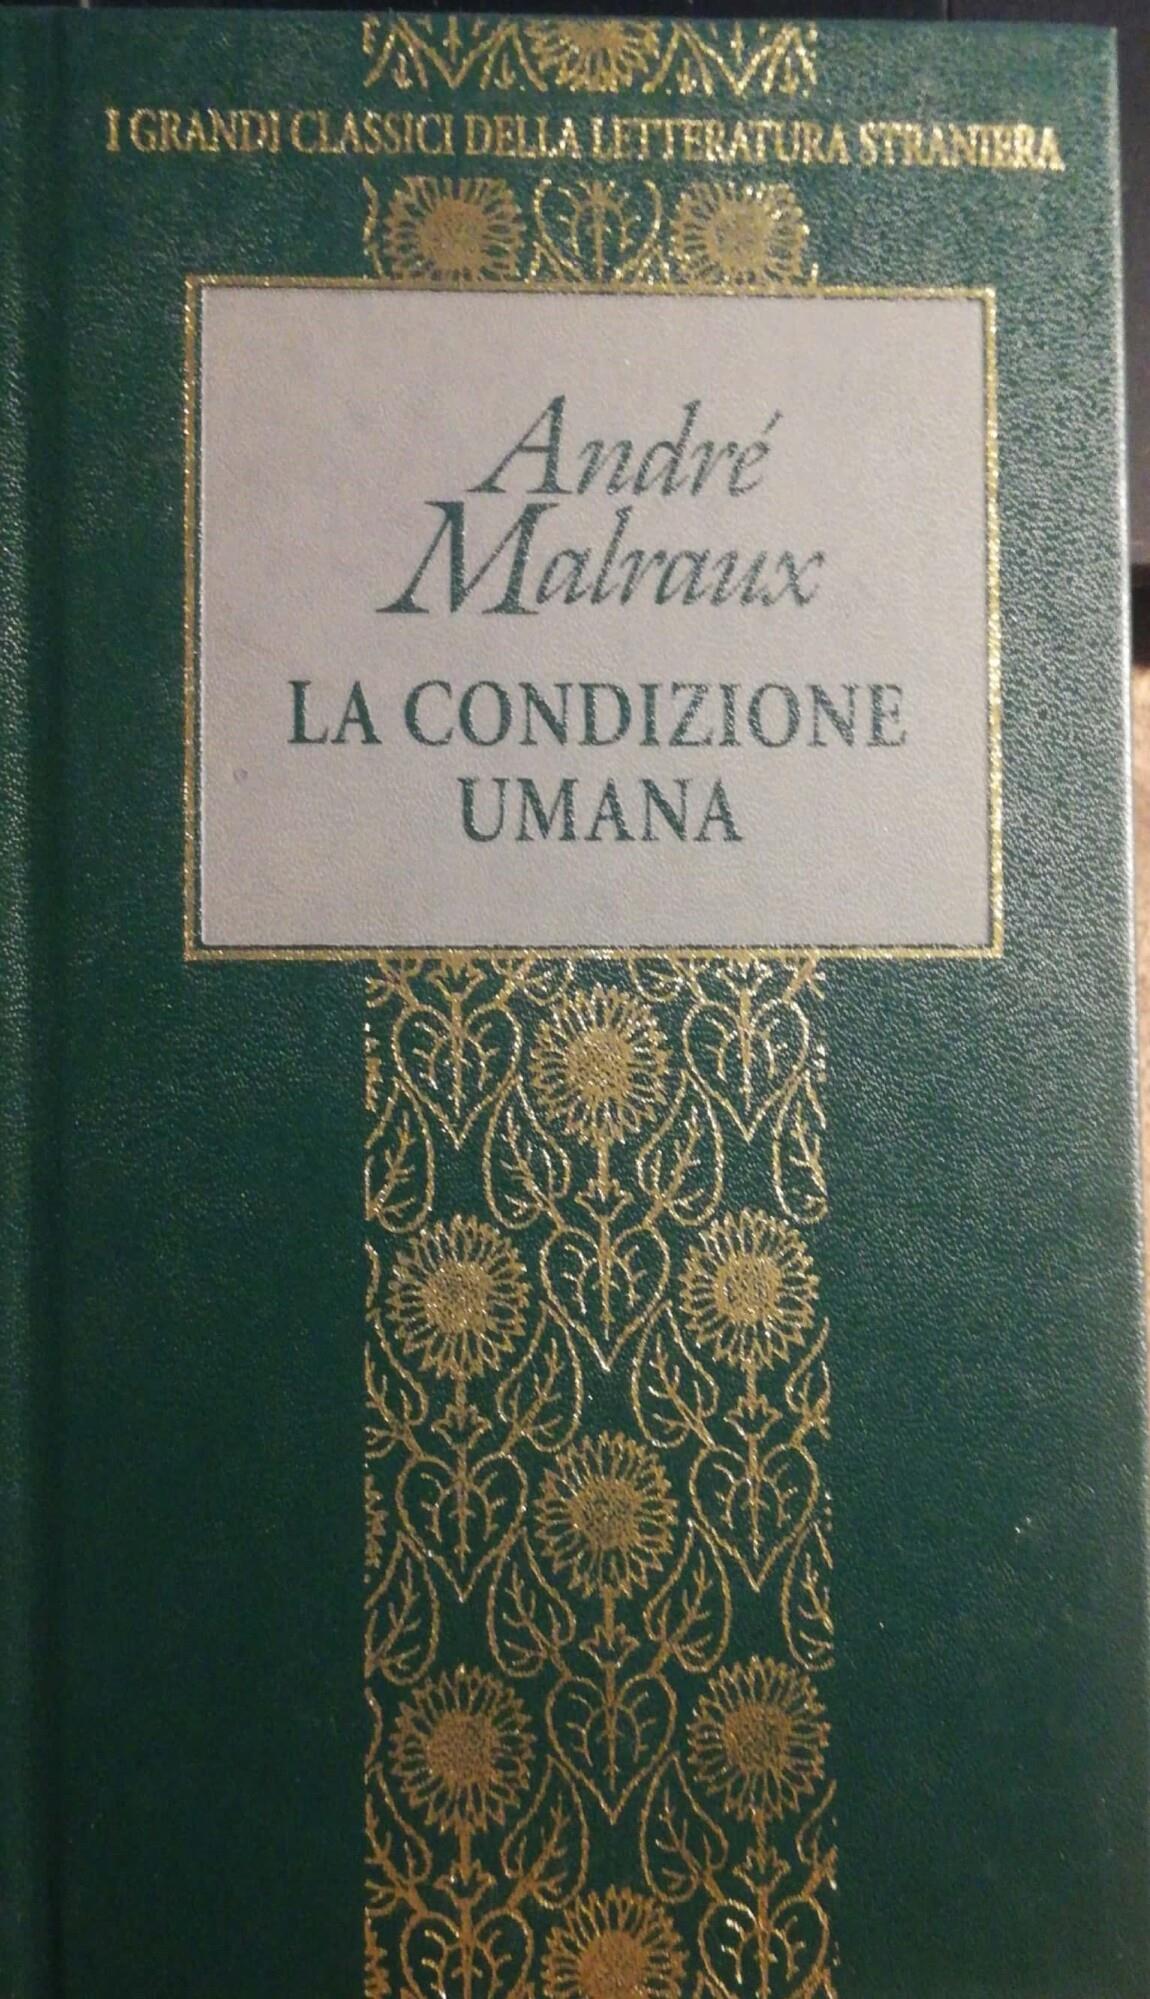 I GRANDI CLASSICI DELLA LETTERATURA STRANIERA
André
Malraux
LA CONDIZIONE
UMANA